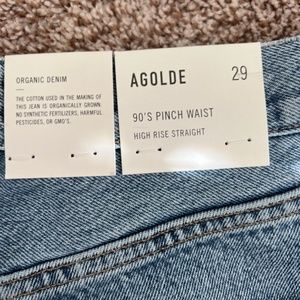 ORGANIC DENIM
THE COTTON USED IN THE MAKING OF
THIS JEAN IS ORGANICALLY GROWN.
NO SYNTHETIC FERTILIZERS, HARMFUL
PESTICIDES, OR GMO'S.
AGOLDE 29
90'S PINCH WAIST
HIGH RISE STRAIGHT